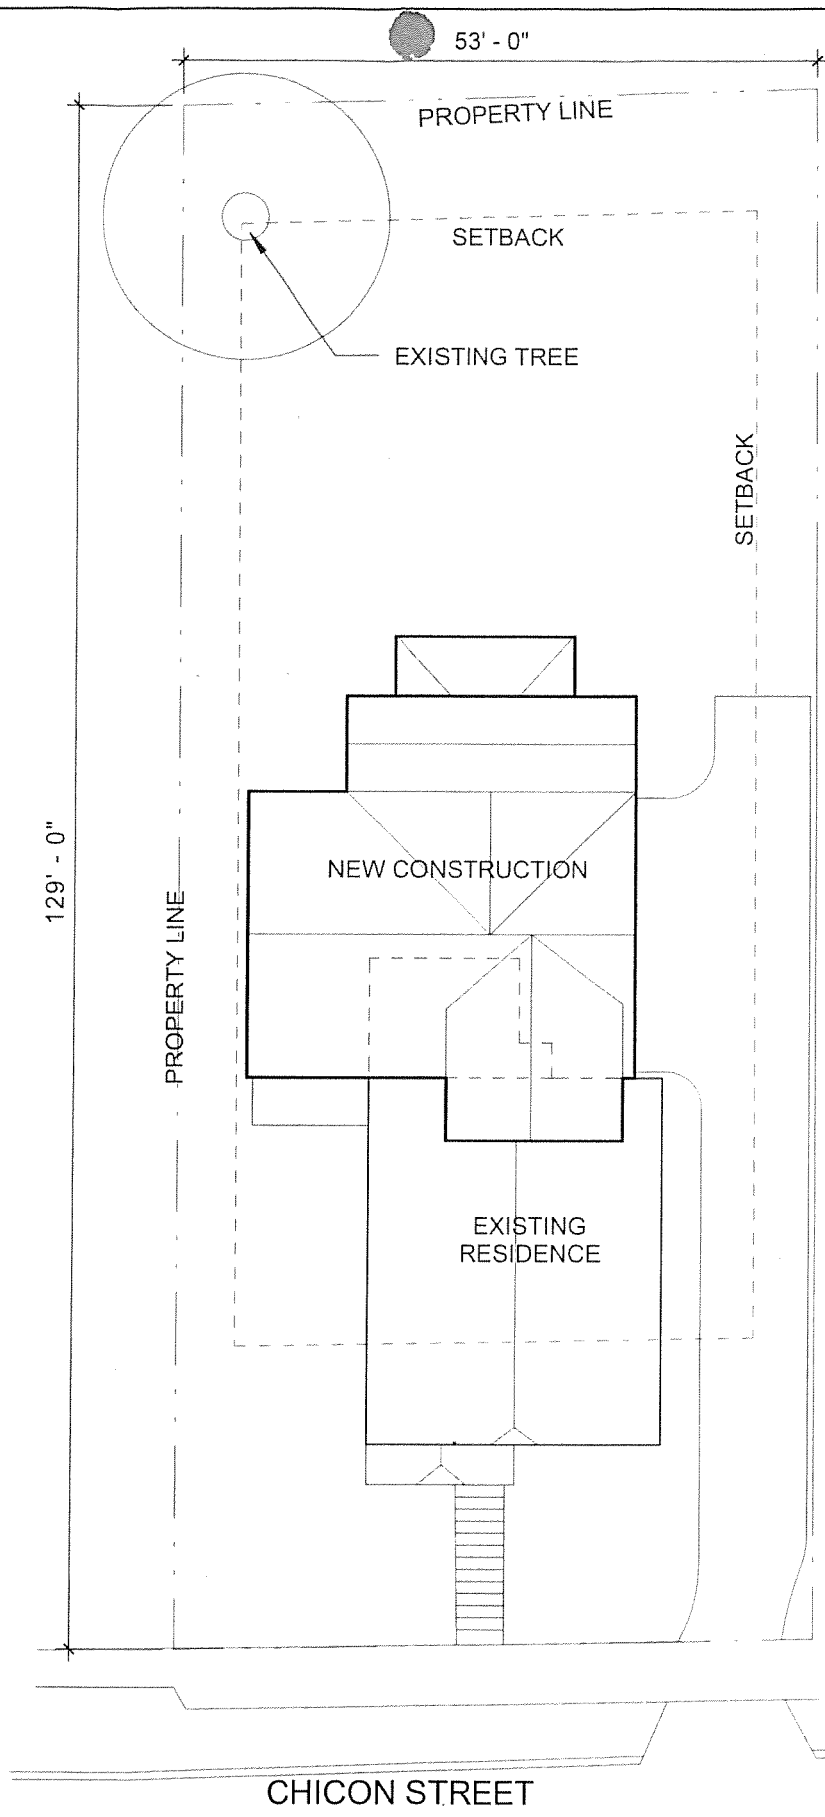 53' - 0"
PROPERTY LINE
SETBACK
EXISTING TREE
SETBACK
129' - 0"
NEW CONSTRUCTION
PROPERTY LINE
EXISTING
RESIDENCE
CHICON STREET